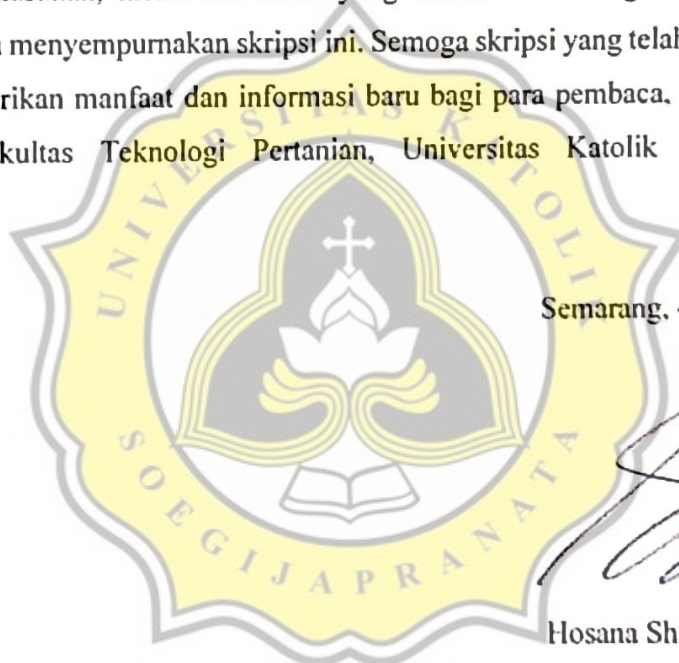 menyempurnakan skripsi ini. Semoga skripsi yang telah
rikan manfaat dan informasi baru bagi para pembaca.
kultas Teknologi Pertanian, Universitas Katolik
UNIVERSITAS KATOLIK
Semarang,
SOEGIJAPRANATA
Hosana Sh